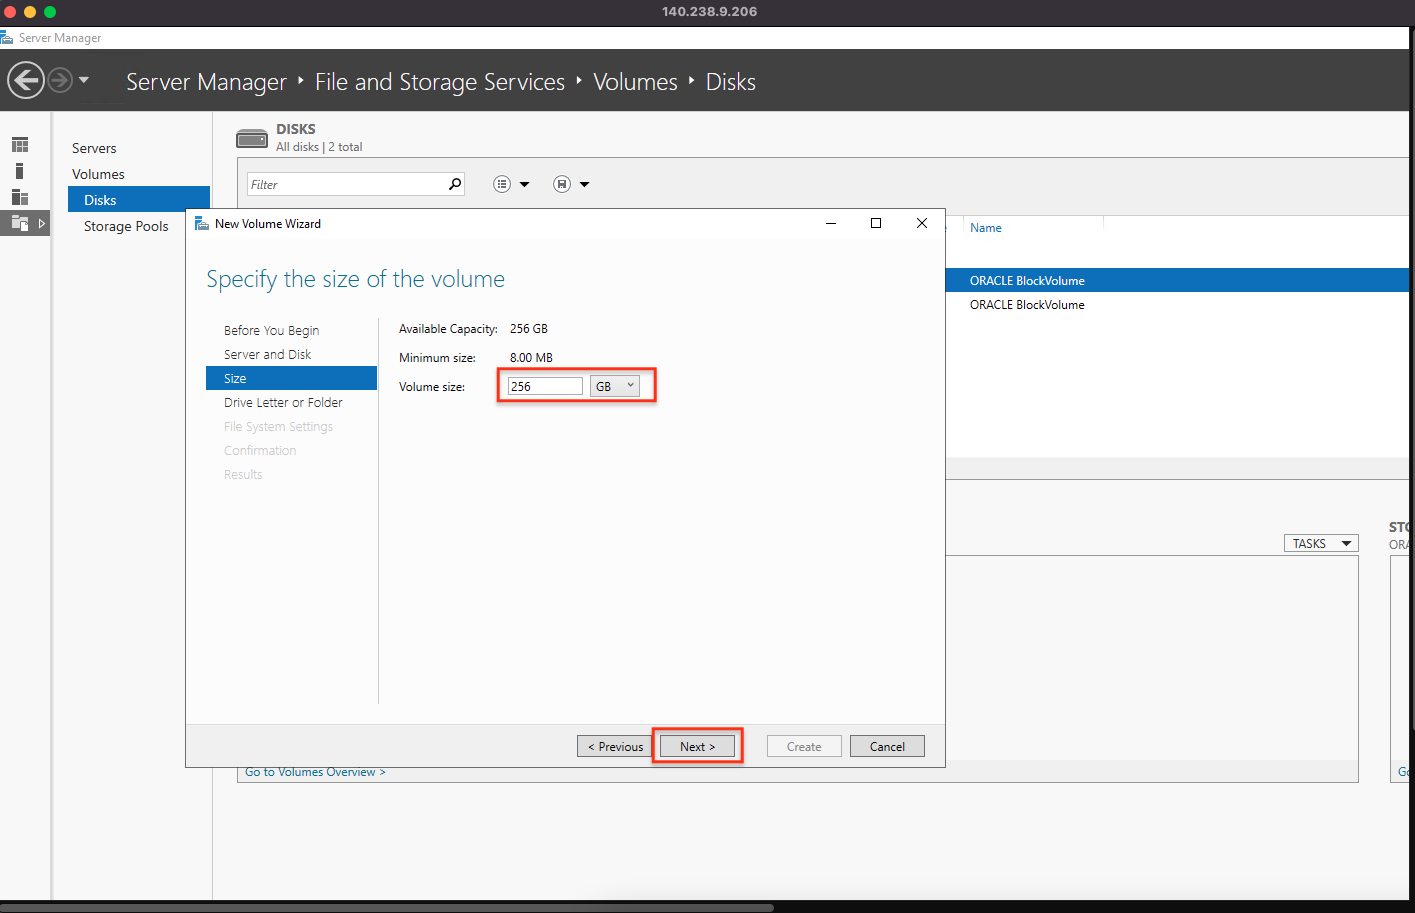 140.238.9.206
Server Manager
Server Manager ‣ File and Storage Services ‣ Volumes ‣ Disks
Servers
Volumes
Disks
Storage Pools
DISKS
All disks | 2 total
Filter
Name
ORACLE BlockVolume
ORACLE BlockVolume
New Volume Wizard
Specify the size of the volume
Before You Begin
Server and Disk
Size
Drive Letter or Folder
File System Settings
Confirmation
Results
Available Capacity: 256 GB
Minimum size: 8.00 MB
Volume size: 256 GB
< Previous
Next >
Create
Cancel
TASKS
Go to Volumes Overview >